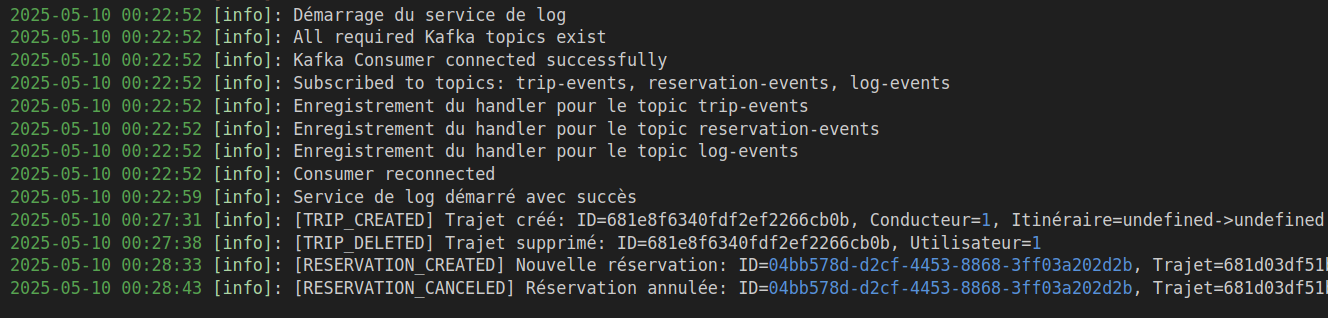 2025-05-10 00:22:52 [info]: Démarrage du service de log
2025-05-10 00:22:52 [info]: All required Kafka topics exist
2025-05-10 00:22:52 [info]: Kafka Consumer connected successfully
2025-05-10 00:22:52 [info]: Subscribed to topics: trip-events, reservation-events, log-events
2025-05-10 00:22:52 [info]: Enregistrement du handler pour le topic trip-events
2025-05-10 00:22:52 [info]: Enregistrement du handler pour le topic reservation-events
2025-05-10 00:22:52 [info]: Enregistrement du handler pour le topic log-events
2025-05-10 00:22:52 [info]: Consumer reconnected
2025-05-10 00:22:59 [info]: Service de log démarré avec succès
2025-05-10 00:27:31 [info]: [TRIP_CREATED] Trajet créé: ID=681e8f6340fdf2ef2266cb0b, Conducteur=1, Itinéraire=undefined->undefined
2025-05-10 00:27:38 [info]: [TRIP_DELETED] Trajet supprimé: ID=681e8f6340fdf2ef2266cb0b, Utilisateur=1
2025-05-10 00:28:33 [info]: [RESERVATION_CREATED] Nouvelle réservation: ID=04bb578d-d2cf-4453-8868-3ff03a202d2b, Trajet=681d03df51
2025-05-10 00:28:43 [info]: [RESERVATION_CANCELED] Réservation annulée: ID=04bb578d-d2cf-4453-8868-3ff03a202d2b, Trajet=681d03df51